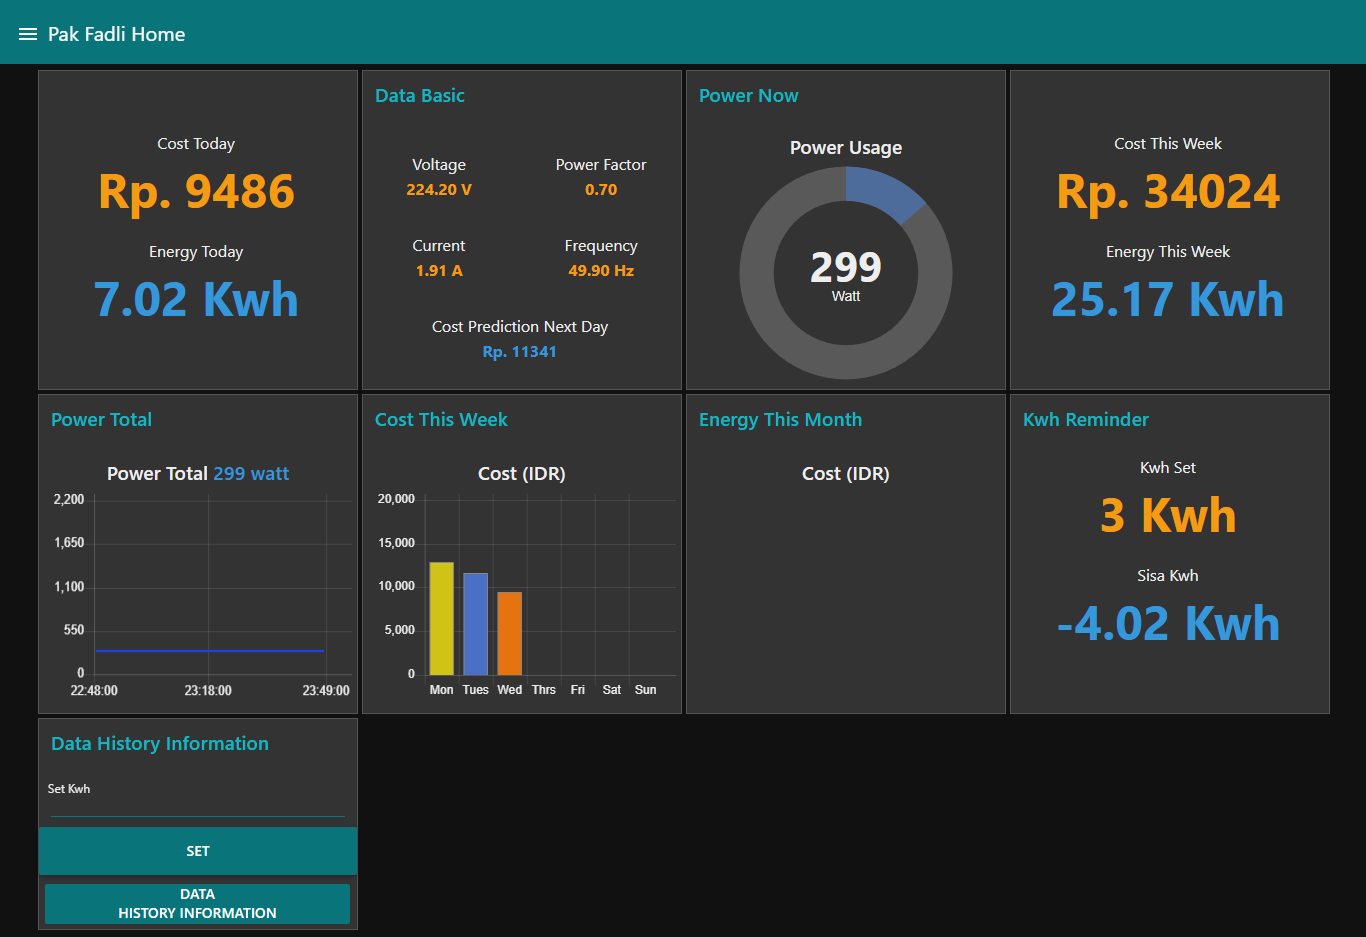 Pak Fadli Home
Cost Today
Rp. 9486
Energy Today
7.02 Kwh
Data Basic
Voltage
224.20 V
Power Factor
0.70
Current
1.91 A
Frequency
49.90 Hz
Cost Prediction Next Day
Rp. 11341
Power Now
Power Usage
299
Watt
Cost This Week
Rp. 34024
Energy This Week
25.17 Kwh
Power Total
Power Total 299 watt
2,200
1,650
1,100
550
0
22:48:00 23:18:00 23:49:00
Cost This Week
Cost (IDR)
20,000
15,000
10,000
5,000
0
Mon Tues Wed Thrs Fri Sat Sun
Energy This Month
Cost (IDR)
Kwh Reminder
Kwh Set
3 Kwh
Sisa Kwh
-4.02 Kwh
Data History Information
Set Kwh
SET
DATA
HISTORY INFORMATION